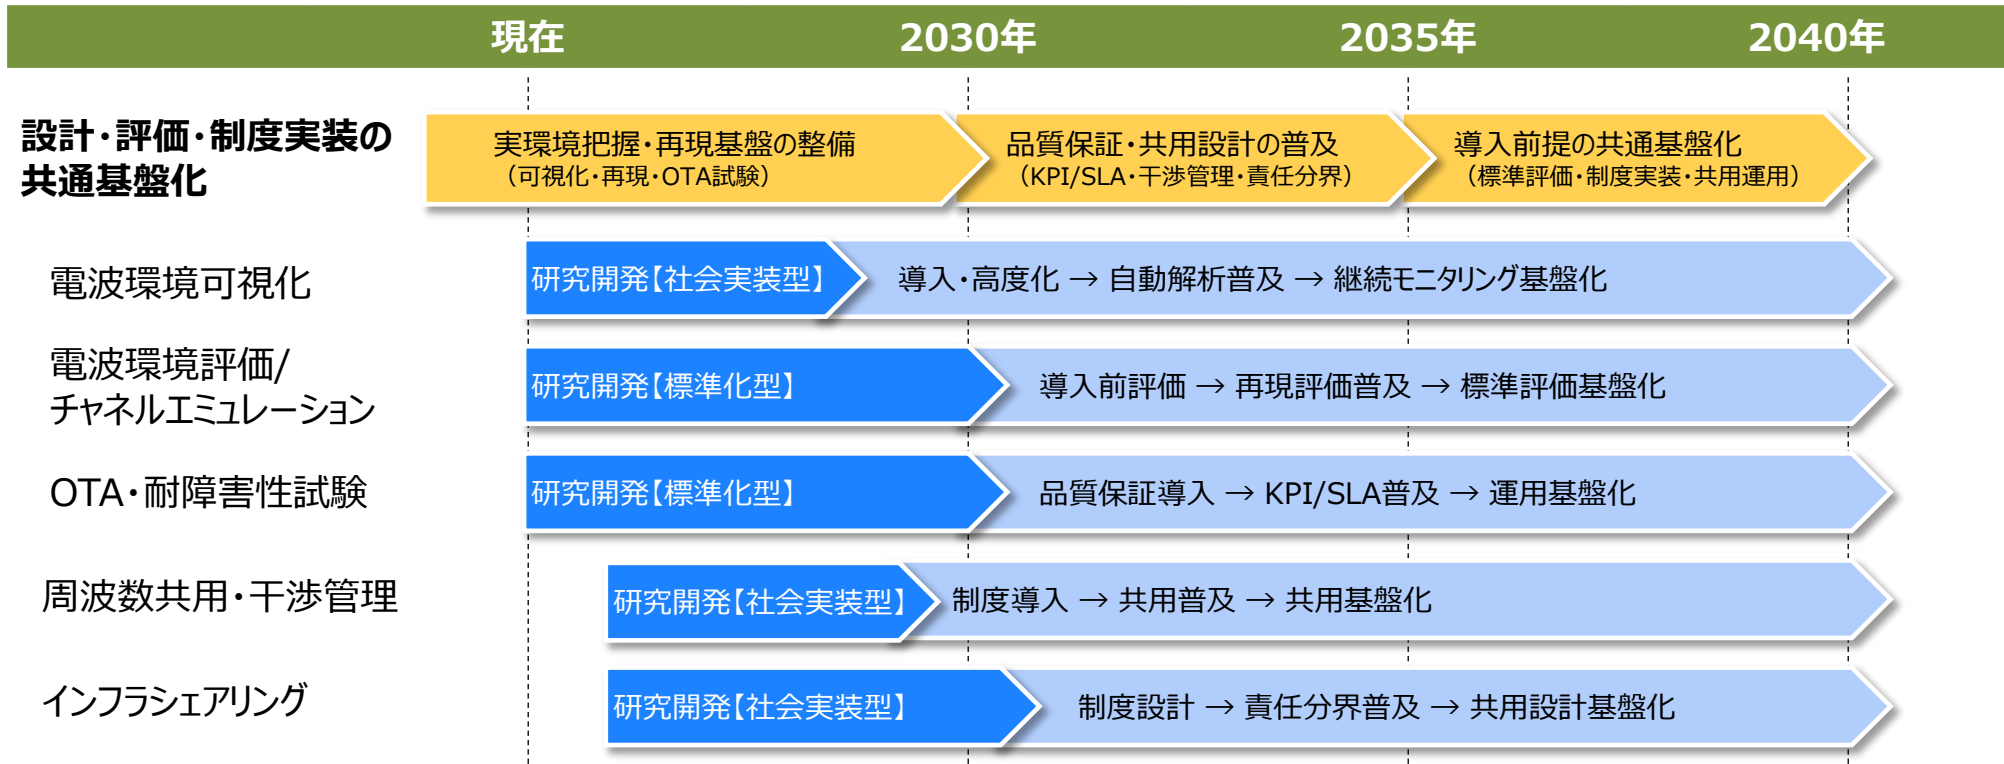 現在 2030年 2035年 2040年
設計・評価・制度実装の
共通基盤化
実環境把握・再現基盤の整備
（可視化・再現・OTA試験）
品質保証・共用設計の普及
（KPI/SLA・干渉管理・責任分界）
導入前提の共通基盤化
（標準評価・制度実装・共用運用）
電波環境可視化
研究開発【社会実装型】
導入・高度化 → 自動解析普及 → 継続モニタリング基盤化
電波環境評価/
チャネルエミュレーション
研究開発【標準化型】
導入前評価 → 再現評価普及 → 標準評価基盤化
OTA・耐障害性試験
研究開発【標準化型】
品質保証導入 → KPI/SLA普及 → 運用基盤化
周波数共用・干渉管理
研究開発【社会実装型】
制度導入 → 共用普及 → 共用基盤化
インフラシェアリング
研究開発【社会実装型】
制度設計 → 責任分界普及 → 共用設計基盤化